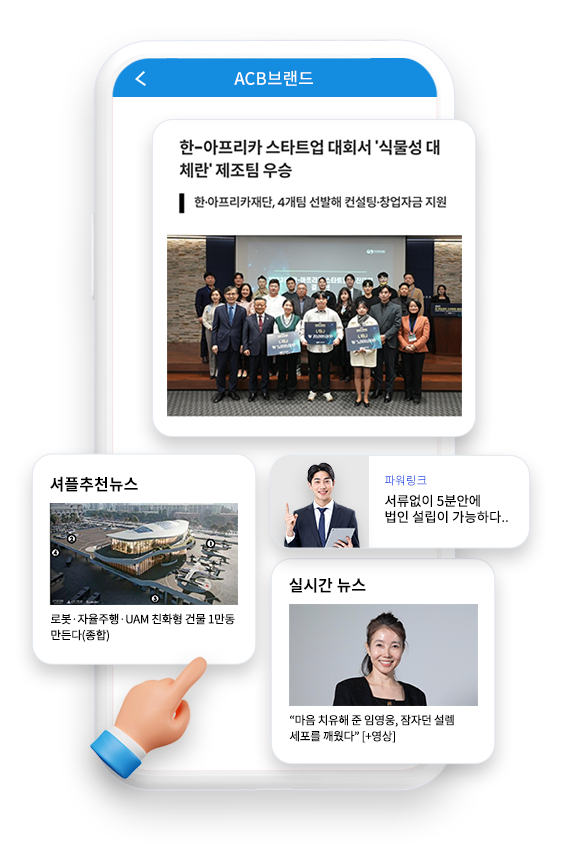 ACB브랜드
한-아프리카 스타트업 대회서 '식물성 대
체란' 제조팀 우승
한·아프리카재단, 4개팀 선발해 컨설팅·창업자금 지원
셔플추천뉴스
로봇·자율주행·UAM 친화형 건물 1만동
만든다(종합)
파워링크
서류없이 5분안에
법인 설립이 가능하다..
실시간 뉴스
“마음 치유해 준 임영웅, 잠자던 설렘
세포를 깨웠다” [+영상]